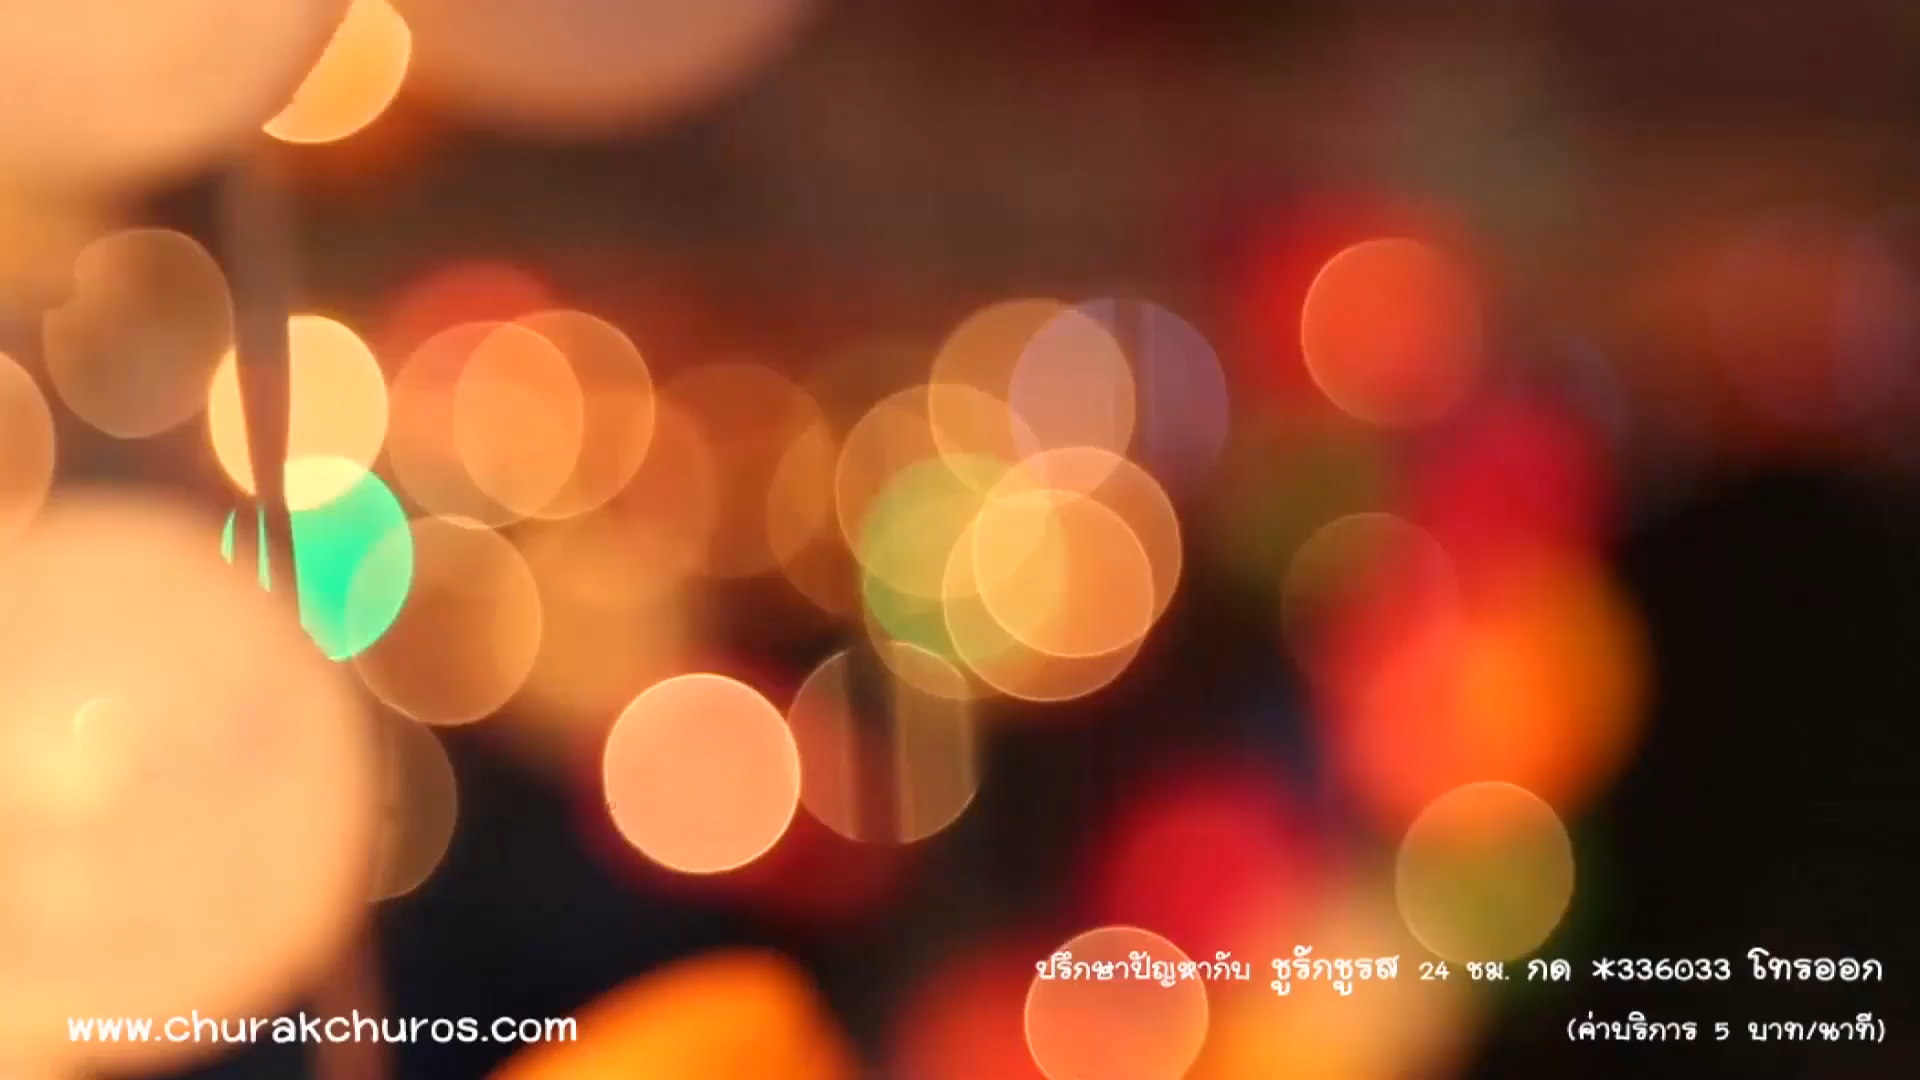 ปรึกษาปัญหากับ ชูรักชูรส 24 ชม. กด *336033 โทรออก
www.churakchuros.com
(ค่าบริการ 5 บาท/นาที)